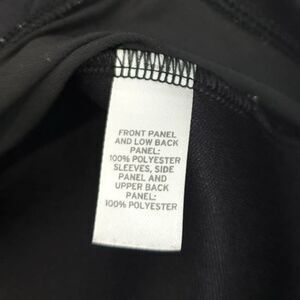 FRONT PANEL
AND LOW BACK
PANEL:
100% POLYESTER
SLEEVES, SIDE
PANEL AND
UPPER BACK
PANEL:
100% POLYESTER